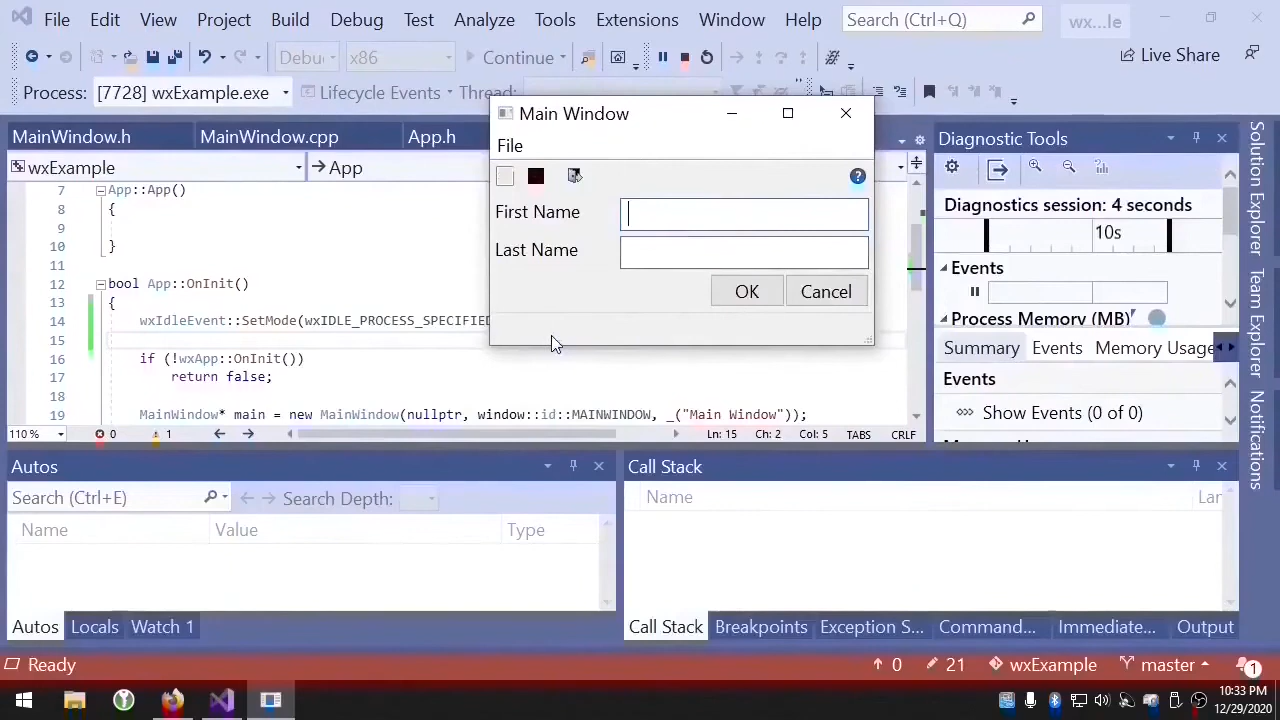 File Edit View Project Build Debug Test Analyze Tools Extensions Window Help Search (Ctrl+Q) wx...le
Debug x86 Continue Live Share
Process: [7728] wxExample.exe Lifecycle Events Thread:
MainWindow.h MainWindow.cpp App.h
wxExample App
7 App::App()
8 {
9
10 }
11
12 bool App::OnInit()
13 {
14 wxIdleEvent::SetMode(wxIDLE_PROCESS_SPECIFIED
15
16 if (!wxApp::OnInit())
17 return false;
18
19 MainWindow* main = new MainWindow(nullptr, window::id::MAINWINDOW, _("Main Window"));
110 % 0 1 Ln: 15 Ch: 2 Col: 5 TABS CRLF
Main Window
File
First Name
Last Name
OK Cancel
Diagnostic Tools
Diagnostics session: 4 seconds
10s
Events
Process Memory (MB)
Summary Events Memory Usage
Events
Show Events (0 of 0)
Solution Explorer
Team Explorer
Notifications
Autos
Search (Ctrl+E) Search Depth:
Name Value Type
Autos Locals Watch 1
Call Stack
Name Lar
Call Stack Breakpoints Exception S... Command... Immediate... Output
Ready 0 21 wxExample master 1
10:33 PM
12/29/2020